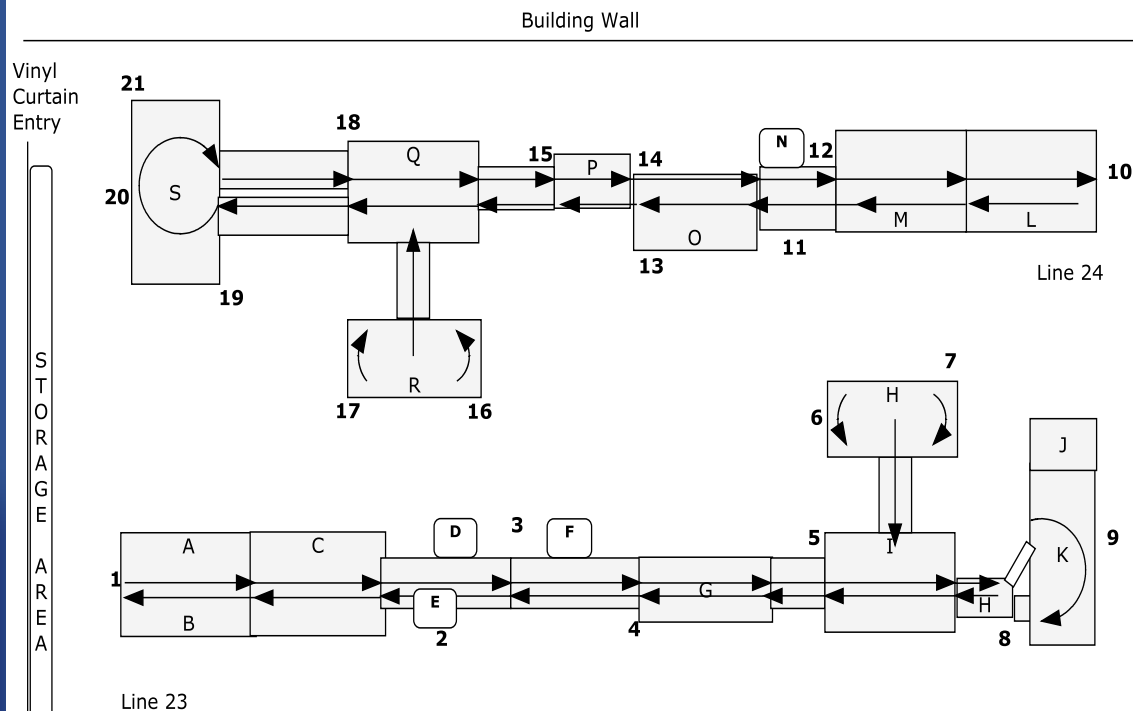 Building Wall
Vinyl
Curtain
Entry
21
18
Q
15
P
14
N
12
10
S
20
M
L
O
11
13
Line 24
19
R
17
16
S
T
O
R
A
G
E
A
R
E
A
7
H
6
J
D
3
F
5
I
9
A
C
K
1
G
E
H
B
2
4
8
Line 23